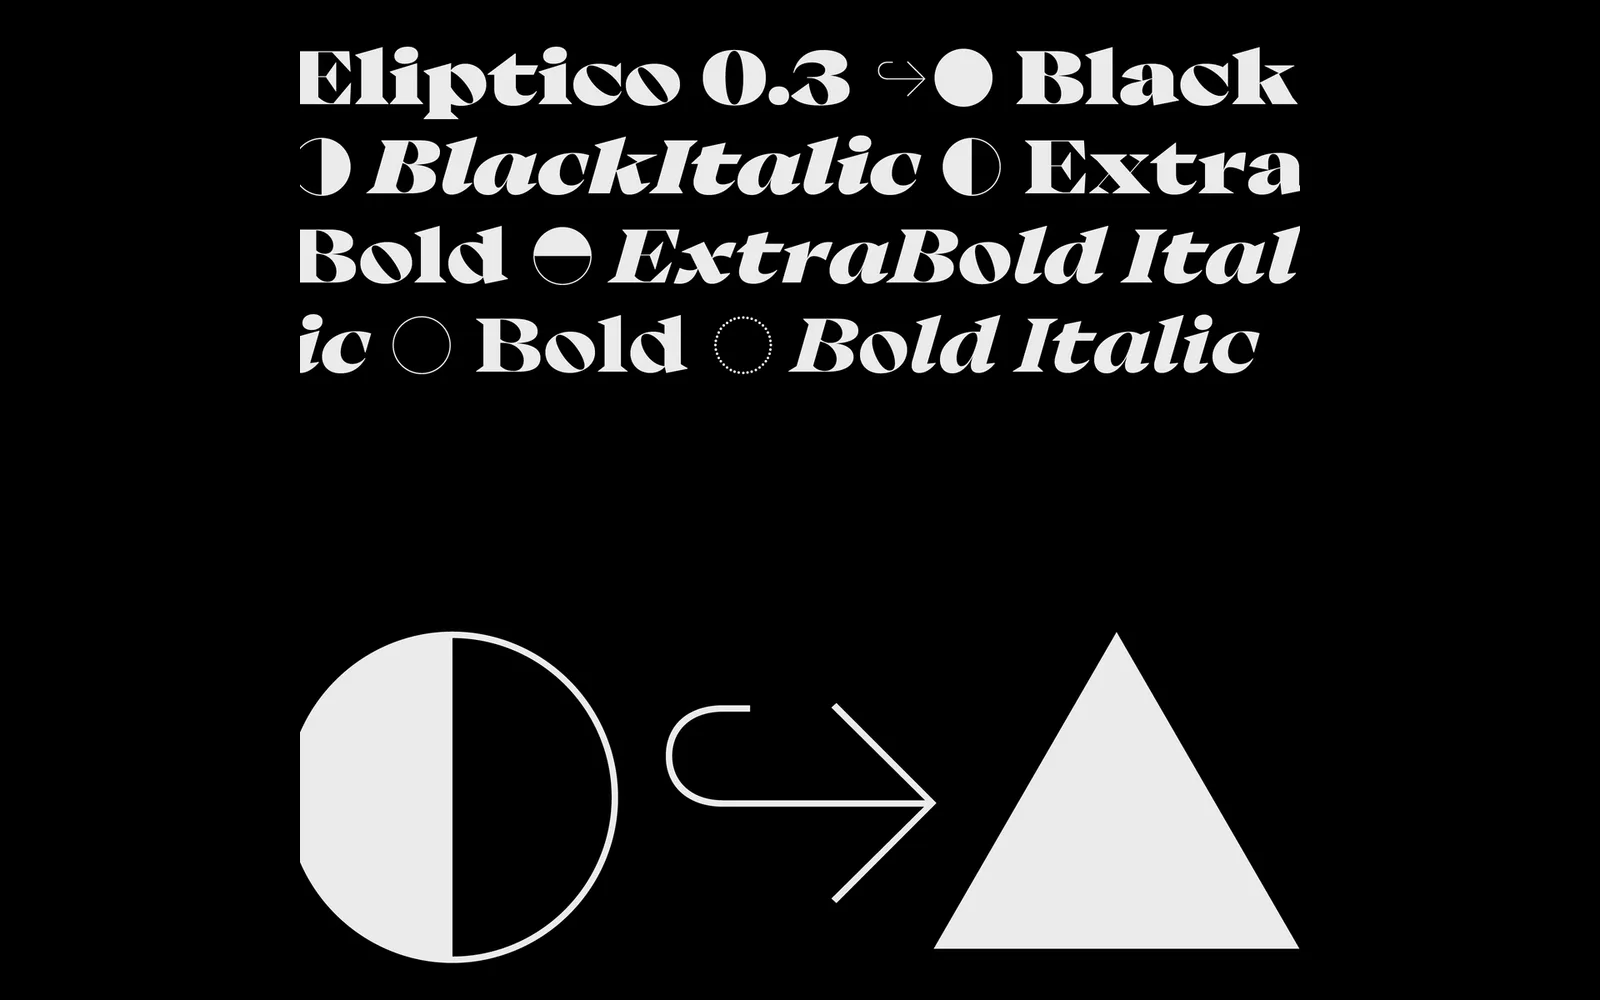 Eliptico 0.3 ↪● Black
◑ BlackItalic ◐ Extra
Bold ◓ ExtraBold Ital
ic ○ Bold ◌ Bold Italic
◐↪▲